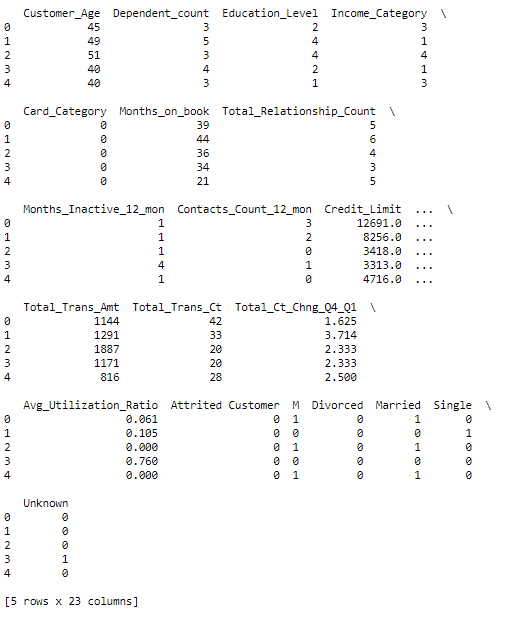 Customer_Age Dependent_count Education_Level Income_Category \
0 45 3 2 3
1 49 5 4 1
2 51 3 4 4
3 40 4 2 1
4 40 3 1 3
Card_Category Months_on_book Total_Relationship_Count \
0 0 39 5
1 0 44 6
2 0 36 4
3 0 34 3
4 0 21 5
Months_Inactive_12_mon Contacts_Count_12_mon Credit_Limit ... \
0 1 3 12691.0 ...
1 1 2 8256.0 ...
2 1 0 3418.0 ...
3 4 1 3313.0 ...
4 1 0 4716.0 ...
Total_Trans_Amt Total_Trans_Ct Total_Ct_Chng_Q4_Q1 \
0 1144 42 1.625
1 1291 33 3.714
2 1887 20 2.333
3 1171 20 2.333
4 816 28 2.500
Avg_Utilization_Ratio Attrited Customer M Divorced Married Single \
0 0.061 0 1 0 1 0
1 0.105 0 0 0 0 1
2 0.000 0 1 0 1 0
3 0.760 0 0 0 0 0
4 0.000 0 1 0 1 0
Unknown
0 0
1 0
2 0
3 1
4 0
[5 rows x 23 columns]